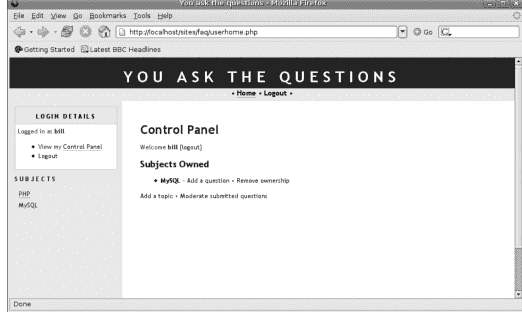 You ask the questions - Mozilla Firefox
File Edit View Go Bookmarks Tools Help
http://localhost/sites/faq/userhome.php Go
Getting Started Latest BBC Headlines
YOU ASK THE QUESTIONS
• Home • Logout •
LOGIN DETAILS
Logged in as bill
• View my Control Panel
• Logout
SUBJECTS
PHP
MySQL
Control Panel
Welcome bill [logout]
Subjects Owned
• MySQL - Add a question • Remove ownership
Add a topic • Moderate submitted questions
Done